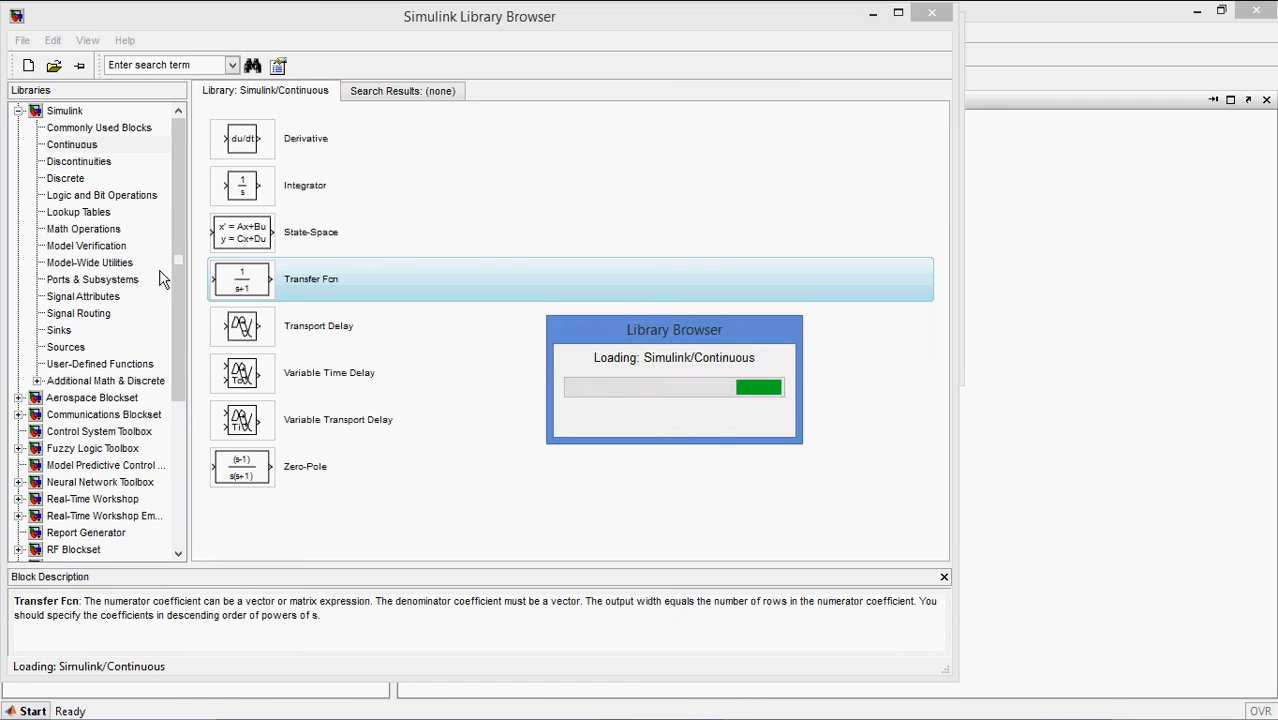 Simulink Library Browser
File Edit View Help
Enter search term
Libraries
Library: Simulink/Continuous
Search Results: (none)
Simulink
Commonly Used Blocks
Continuous
Discontinuities
Discrete
Logic and Bit Operations
Lookup Tables
Math Operations
Model Verification
Model-Wide Utilities
Ports & Subsystems
Signal Attributes
Signal Routing
Sinks
Sources
User-Defined Functions
Additional Math & Discrete
Aerospace Blockset
Communications Blockset
Control System Toolbox
Fuzzy Logic Toolbox
Model Predictive Control ...
Neural Network Toolbox
Real-Time Workshop
Real-Time Workshop Em...
Report Generator
RF Blockset
du/dt
Derivative
1
s
Integrator
x' = Ax+Bu
y = Cx+Du
State-Space
1
s+1
Transfer Fcn
Transport Delay
Variable Time Delay
Variable Transport Delay
(s-1)
s(s+1)
Zero-Pole
Library Browser
Loading: Simulink/Continuous
Block Description
Transfer Fcn: The numerator coefficient can be a vector or matrix expression. The denominator coefficient must be a vector. The output width equals the number of rows in the numerator coefficient. You
should specify the coefficients in descending order of powers of s.
Loading: Simulink/Continuous
Start Ready
OVR